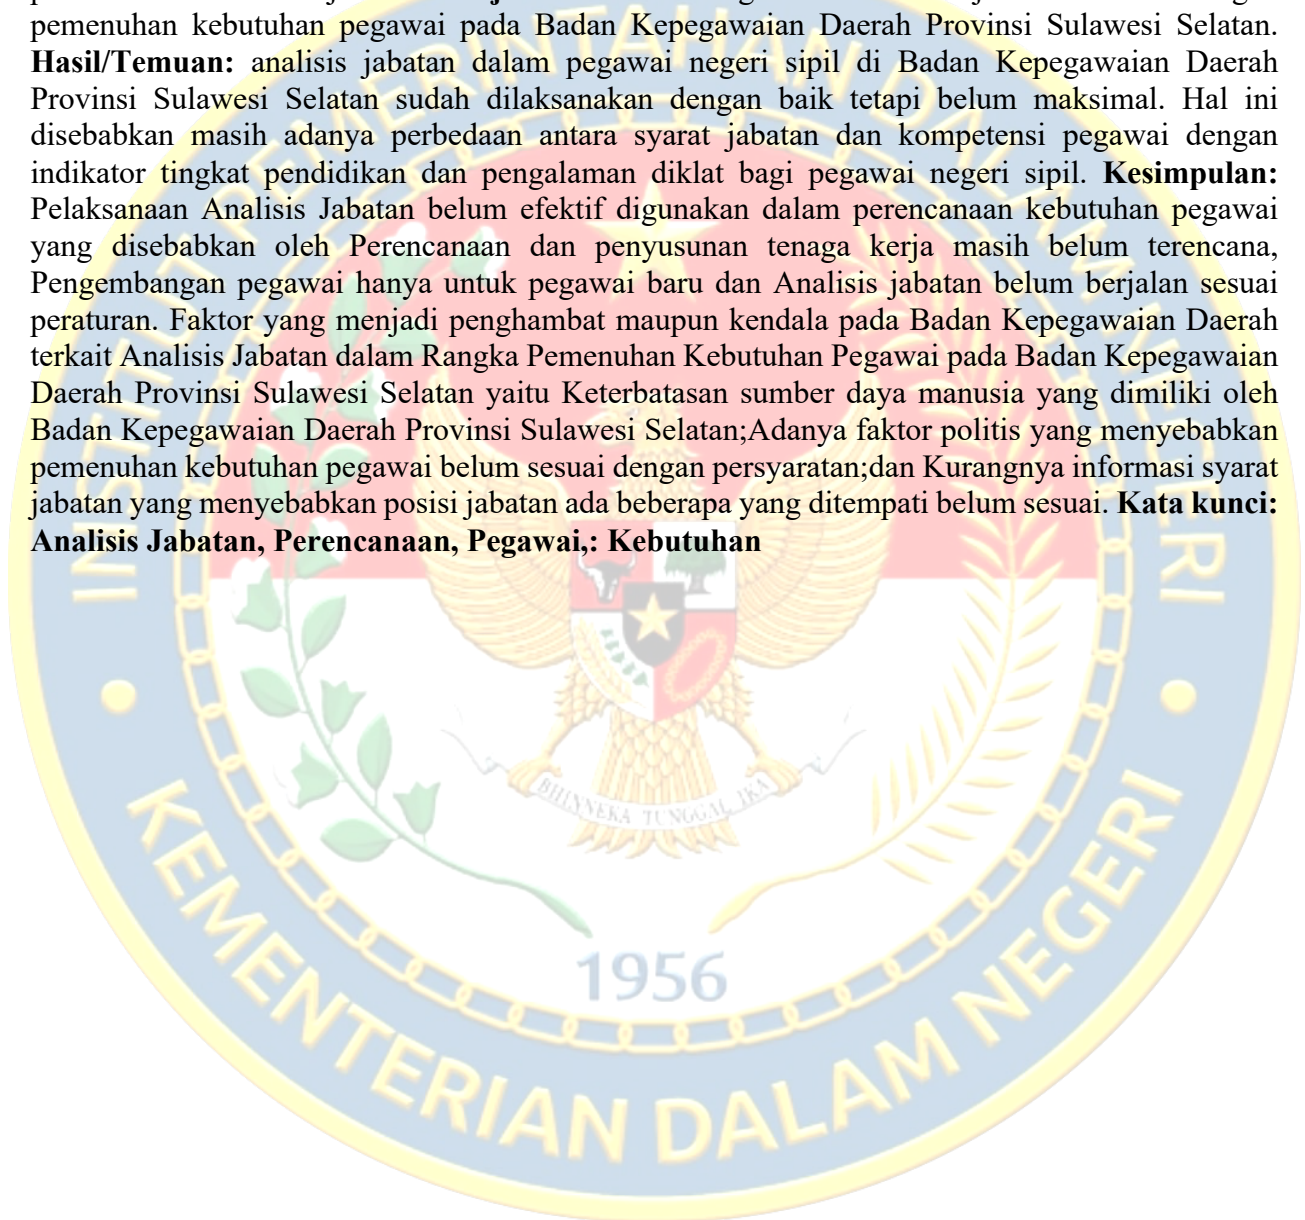 pemenuhan kebutuhan pegawai pada Badan Kepegawaian Daerah Provinsi Sulawesi Selatan.
Hasil/Temuan: analisis jabatan dalam pegawai negeri sipil di Badan Kepegawaian Daerah
Provinsi Sulawesi Selatan sudah dilaksanakan dengan baik tetapi belum maksimal. Hal ini
disebabkan masih adanya perbedaan antara syarat jabatan dan kompetensi pegawai dengan
indikator tingkat pendidikan dan pengalaman diklat bagi pegawai negeri sipil. Kesimpulan:
Pelaksanaan Analisis Jabatan belum efektif digunakan dalam perencanaan kebutuhan pegawai
yang disebabkan oleh Perencanaan dan penyusunan tenaga kerja masih belum terencana,
Pengembangan pegawai hanya untuk pegawai baru dan Analisis jabatan belum berjalan sesuai
peraturan. Faktor yang menjadi penghambat maupun kendala pada Badan Kepegawaian Daerah
terkait Analisis Jabatan dalam Rangka Pemenuhan Kebutuhan Pegawai pada Badan Kepegawaian
Daerah Provinsi Sulawesi Selatan yaitu Keterbatasan sumber daya manusia yang dimiliki oleh
Badan Kepegawaian Daerah Provinsi Sulawesi Selatan;Adanya faktor politis yang menyebabkan
pemenuhan kebutuhan pegawai belum sesuai dengan persyaratan;dan Kurangnya informasi syarat
jabatan yang menyebabkan posisi jabatan ada beberapa yang ditempati belum sesuai. Kata kunci:
Analisis Jabatan, Perencanaan, Pegawai,: Kebutuhan
INSTITUT PEMERINTAHAN DALAM NEGERI
BHINNEKA TUNGGAL IKA
1956
KEMENTERIAN DALAM NEGERI